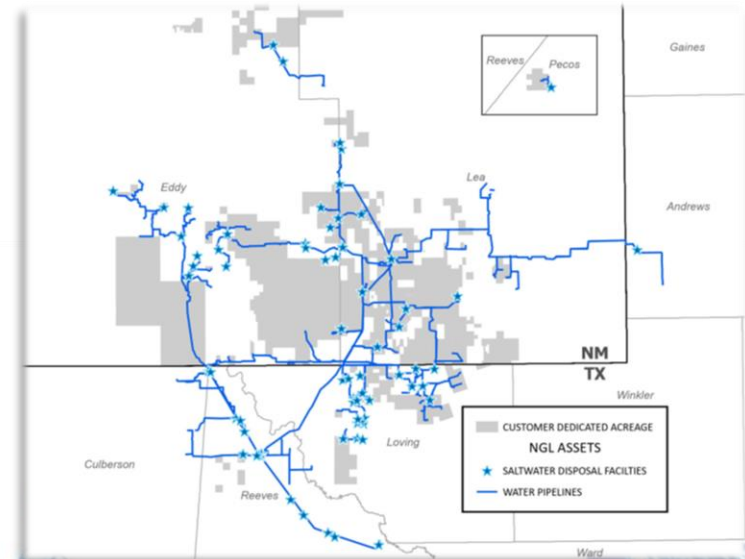 Gaines
Reeves
Pecos
Eddy
Lea
Andrews
NM
TX
Winkler
CUSTOMER DEDICATED ACREAGE
NGL ASSETS
SALTWATER DISPOSAL FACILTIES
WATER PIPELINES
Loving
Culberson
Reeves
Ward